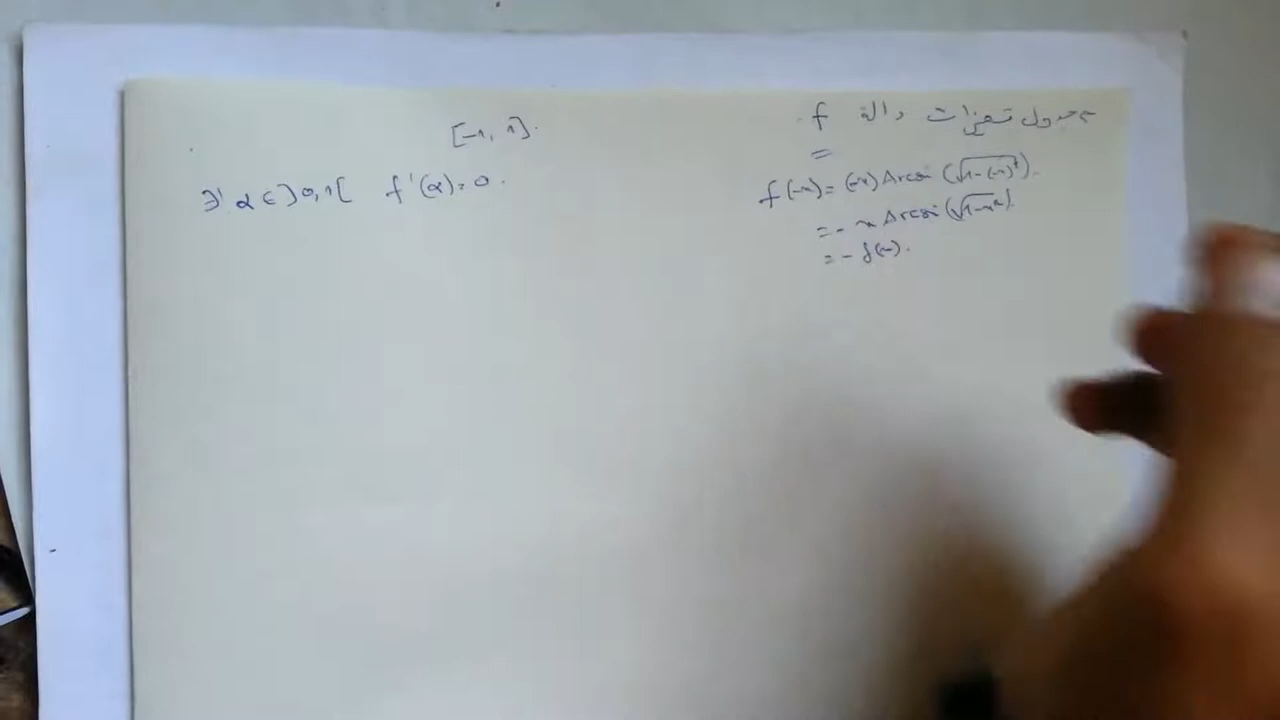 جدول تغيرات دالة f
[-1, 1].
∃! α ∈ ]0,1[ f'(α)=0.
f(-x)=(-x) Arcsin (√1-(-x)²).
=-x Arcsin (√1-x²).
=-f(x).